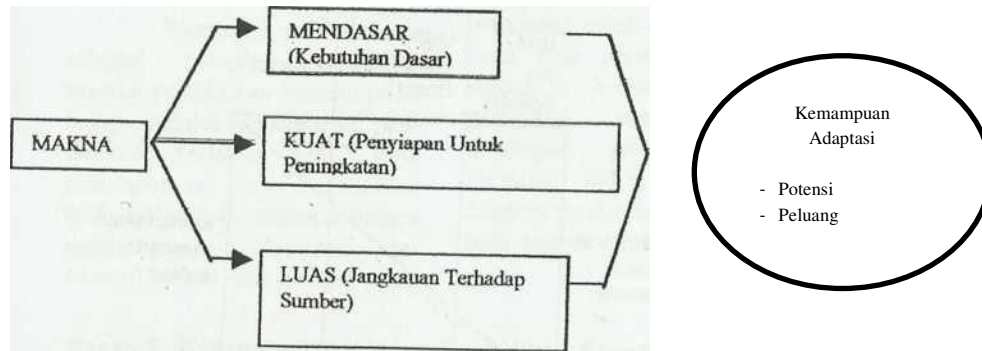 MENDASAR
(Kebutuhan Dasar)
MAKNA
KUAT (Penyiapan Untuk
Peningkatan)
LUAS (Jangkauan Terhadap
Sumber)
Kemampuan
Adaptasi
- Potensi
- Peluang